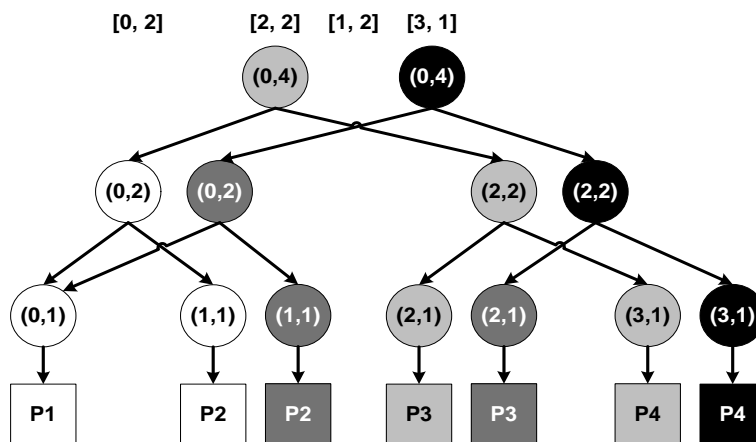 [0, 2] [2, 2] [1, 2] [3, 1]
(0,4) (0,4)
(0,2) (0,2) (2,2) (2,2)
(0,1) (1,1) (1,1) (2,1) (2,1) (3,1) (3,1)
P1 P2 P2 P3 P3 P4 P4